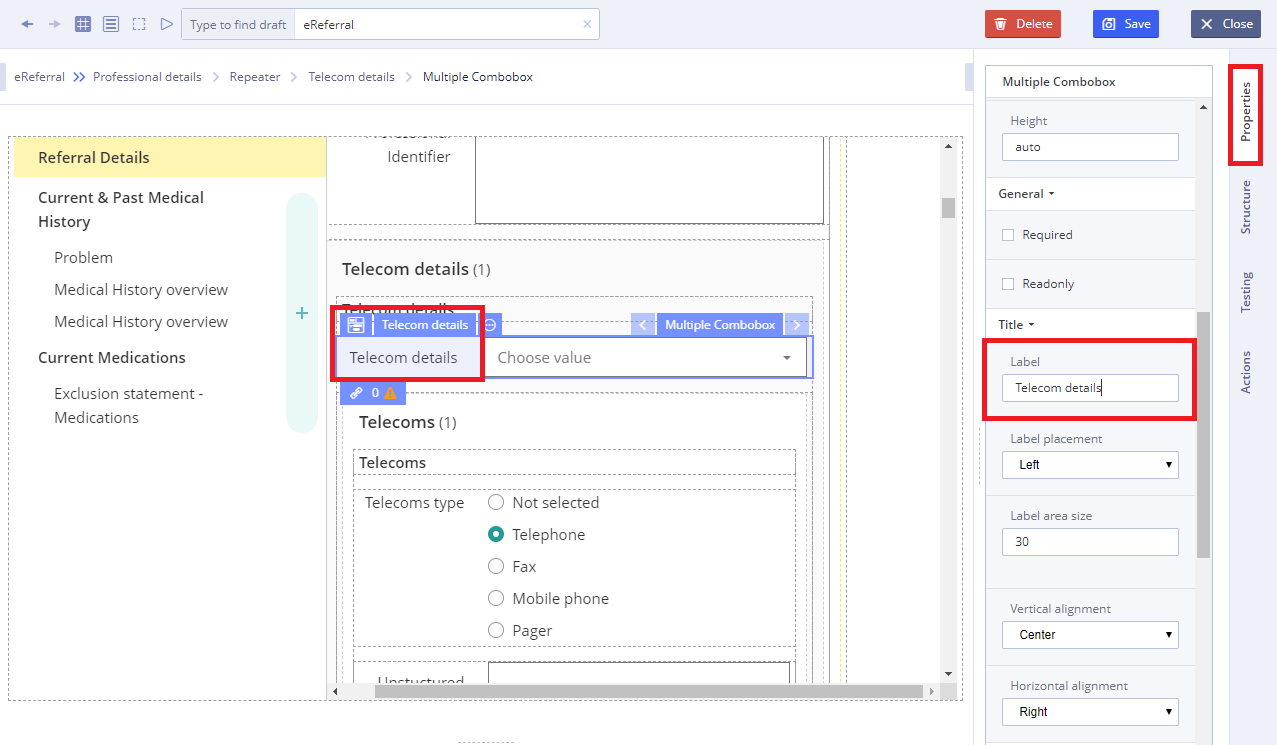 Type to find draft eReferral
Delete
Save
Close
eReferral Professional details Repeater Telecom details Multiple Combobox
Referral Details
Current & Past Medical
History
Problem
Medical History overview
Medical History overview
Current Medications
Exclusion statement -
Medications
+
Identifier
Telecom details (1)
Telecom details
Telecom details
Multiple Combobox
Telecom details
Choose value
0
Telecoms (1)
Telecoms
Telecoms type
Not selected
Telephone
Fax
Mobile phone
Pager
Unstuctured
Multiple Combobox
Height
auto
General
Required
Readonly
Title
Label
Telecom details
Label placement
Left
Label area size
30
Vertical alignment
Center
Horizontal alignment
Right
Properties
Structure
Testing
Actions